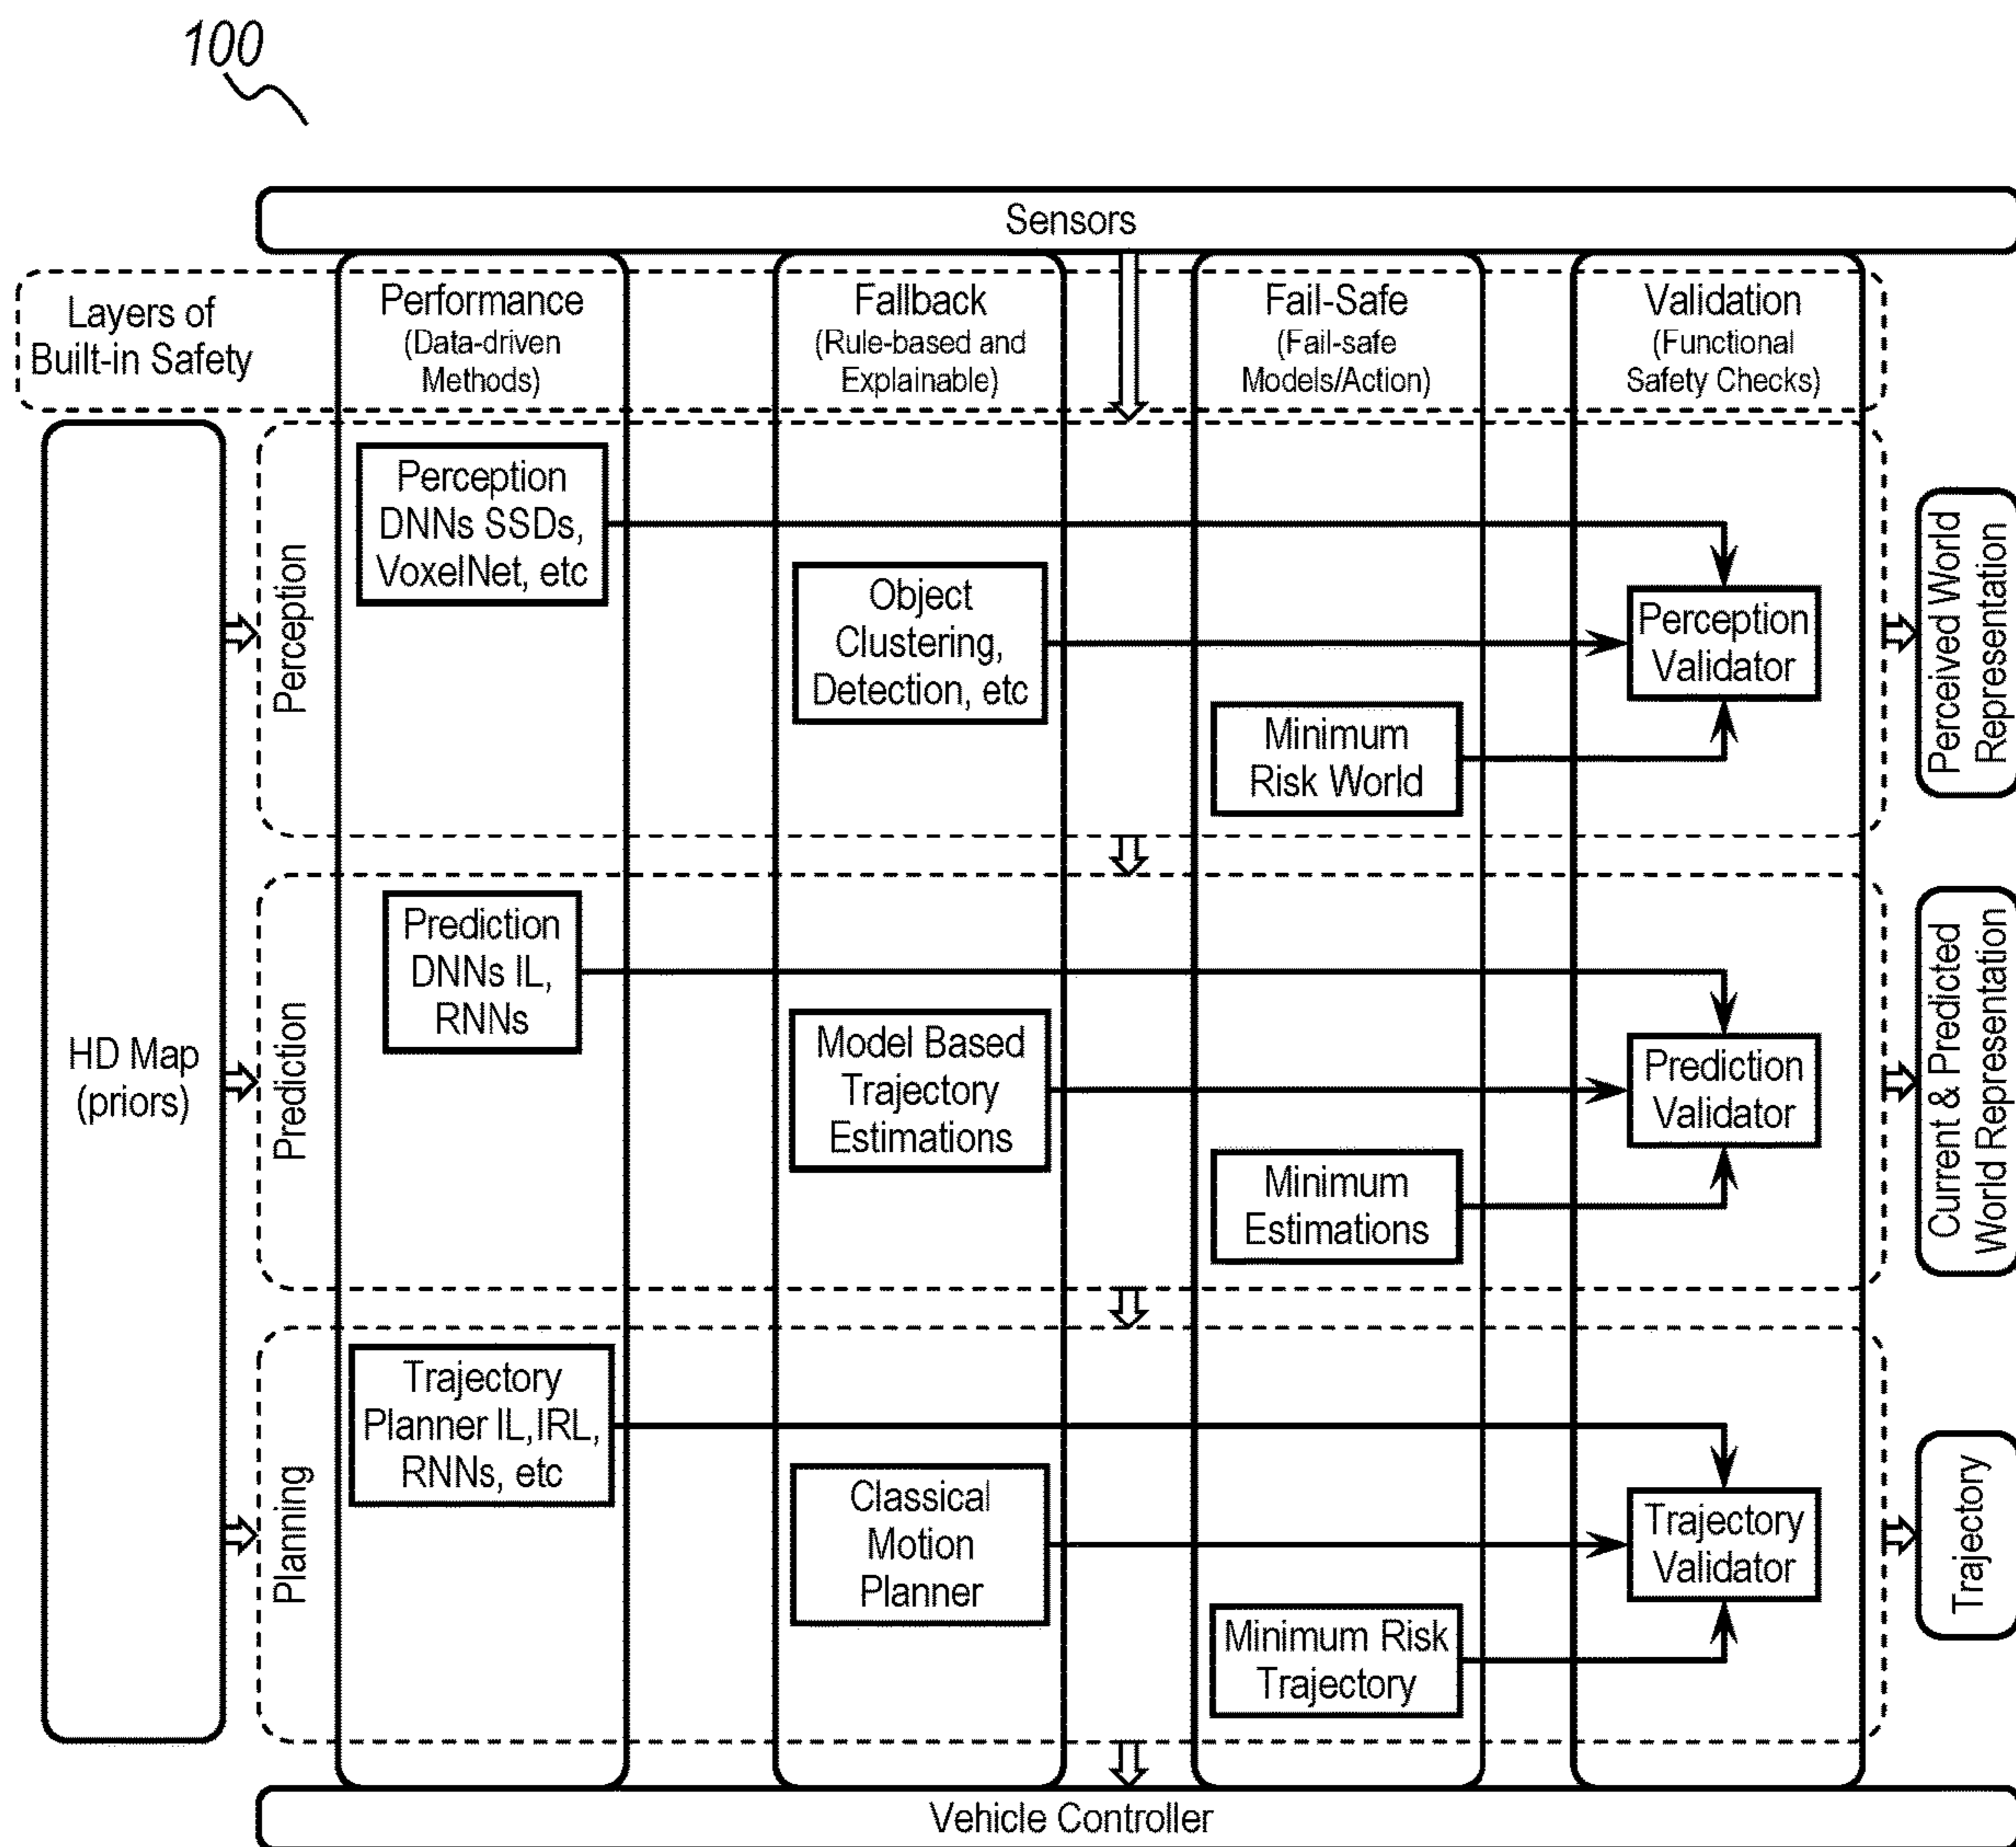 100
Sensors
Layers of
Built-in Safety
Performance
(Data-driven
Methods)
Fallback
(Rule-based and
Explainable)
Fail-Safe
(Fail-safe
Models/Action)
Validation
(Functional
Safety Checks)
HD Map
(priors)
Perception
Perception
DNNs SSDs,
VoxelNet, etc
Object
Clustering,
Detection, etc
Minimum
Risk World
Perception
Validator
Perceived World
Representation
Prediction
Prediction
DNNs IL,
RNNs
Model Based
Trajectory
Estimations
Minimum
Estimations
Prediction
Validator
Current & Predicted
World Representation
Planning
Trajectory
Planner IL,IRL,
RNNs, etc
Classical
Motion
Planner
Minimum Risk
Trajectory
Trajectory
Validator
Trajectory
Vehicle Controller